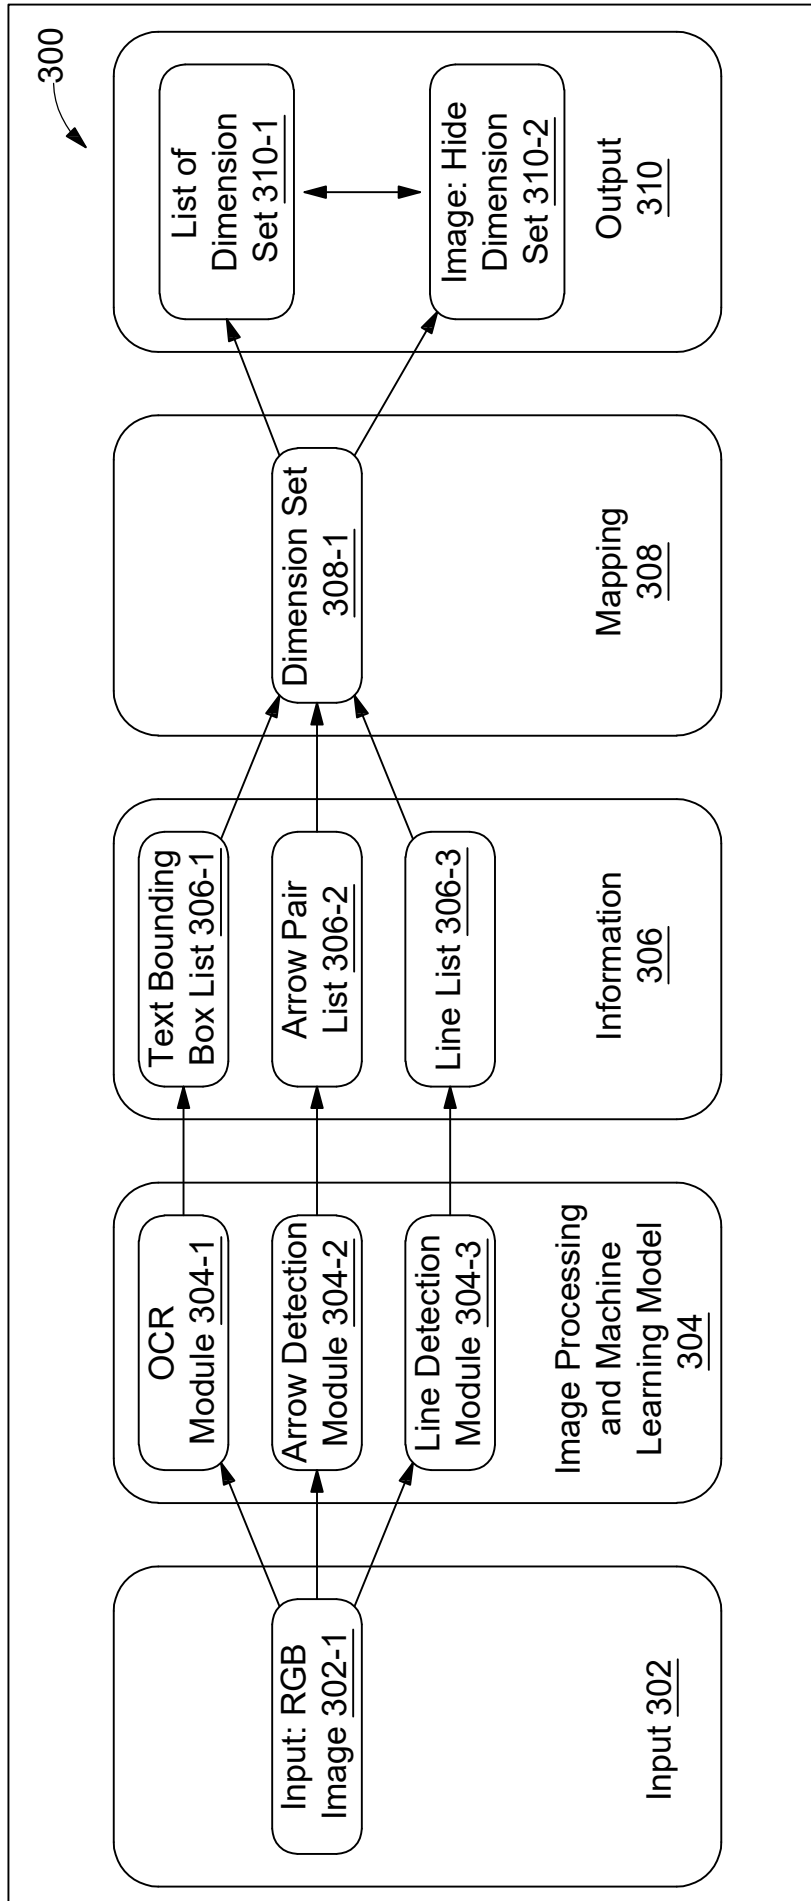 300
Input: RGB
Image 302-1
Input 302
OCR
Module 304-1
Arrow Detection
Module 304-2
Line Detection
Module 304-3
Image Processing
and Machine
Learning Model
304
Text Bounding
Box List 306-1
Arrow Pair
List 306-2
Line List 306-3
Information
306
Dimension Set
308-1
Mapping
308
List of
Dimension
Set 310-1
Image: Hide
Dimension
Set 310-2
Output
310